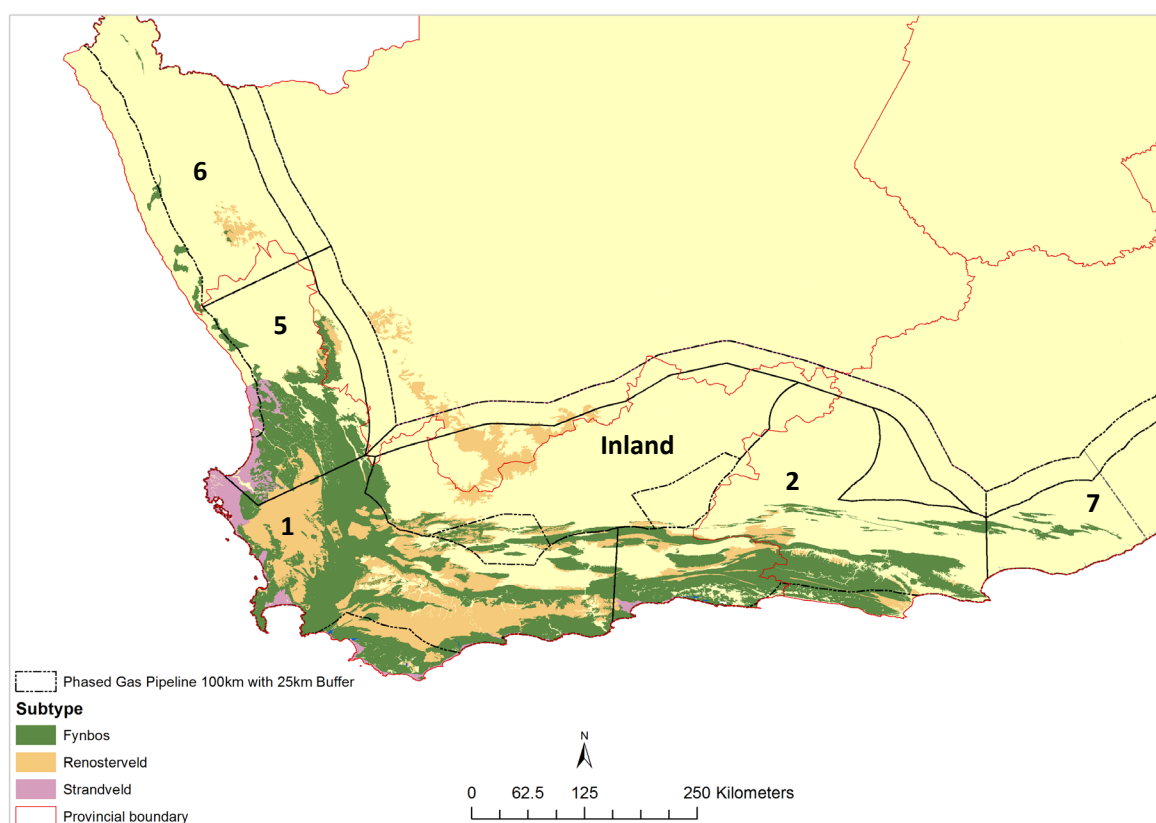 6
5
Inland
2
7
1
Phased Gas Pipeline 100km with 25km Buffer
Subtype
Fynbos
Renosterveld
Strandveld
Provincial boundary
N
0 62.5 125 250 Kilometers